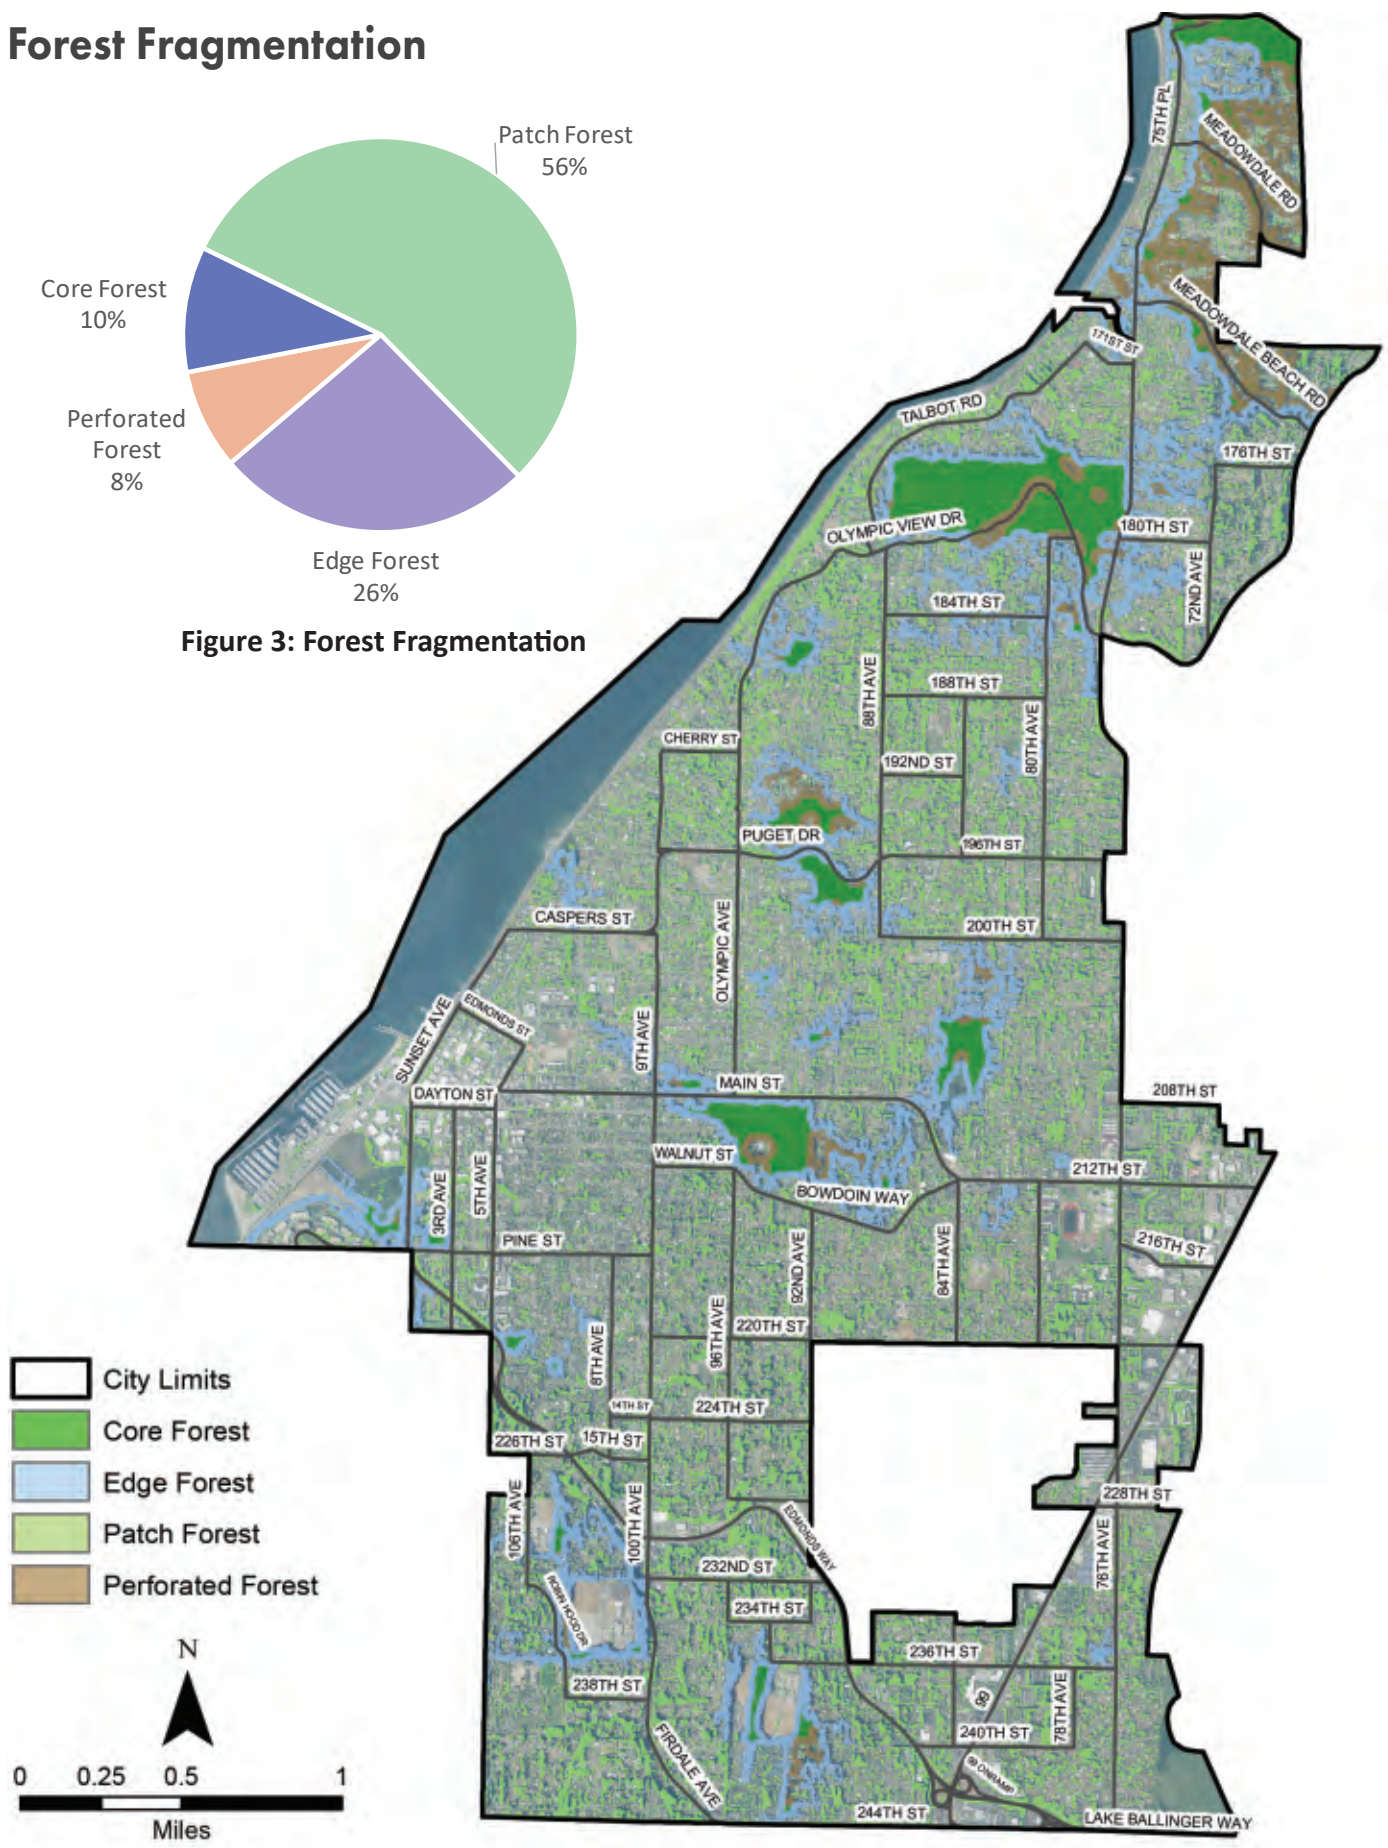 Forest Fragmentation
Patch Forest
56%
Core Forest
10%
Perforated
Forest
8%
Edge Forest
26%
Figure 3: Forest Fragmentation
75TH PL
MEADOWDALE RD
MEADOWDALE BEACH RD
171ST ST
TALBOT RD
176TH ST
OLYMPIC VIEW DR
180TH ST
72ND AVE
184TH ST
88TH AVE
188TH ST
CHERRY ST
80TH AVE
192ND ST
PUGET DR
196TH ST
CASPERS ST
OLYMPIC AVE
200TH ST
SUNSET AVE
EDMONDS ST
9TH AVE
DAYTON ST
MAIN ST
208TH ST
WALNUT ST
212TH ST
3RD AVE
5TH AVE
BOWDOIN WAY
PINE ST
92ND AVE
84TH AVE
216TH ST
8TH AVE
96TH AVE
220TH ST
14TH ST
224TH ST
226TH ST
15TH ST
106TH AVE
100TH AVE
EDMONDS WAY
228TH ST
76TH AVE
232ND ST
ROBIN HOOD DR
234TH ST
236TH ST
238TH ST
99
78TH AVE
240TH ST
FIRDALE AVE
99 ONRAMP
244TH ST
LAKE BALLINGER WAY
City Limits
Core Forest
Edge Forest
Patch Forest
Perforated Forest
N
0 0.25 0.5 1
Miles